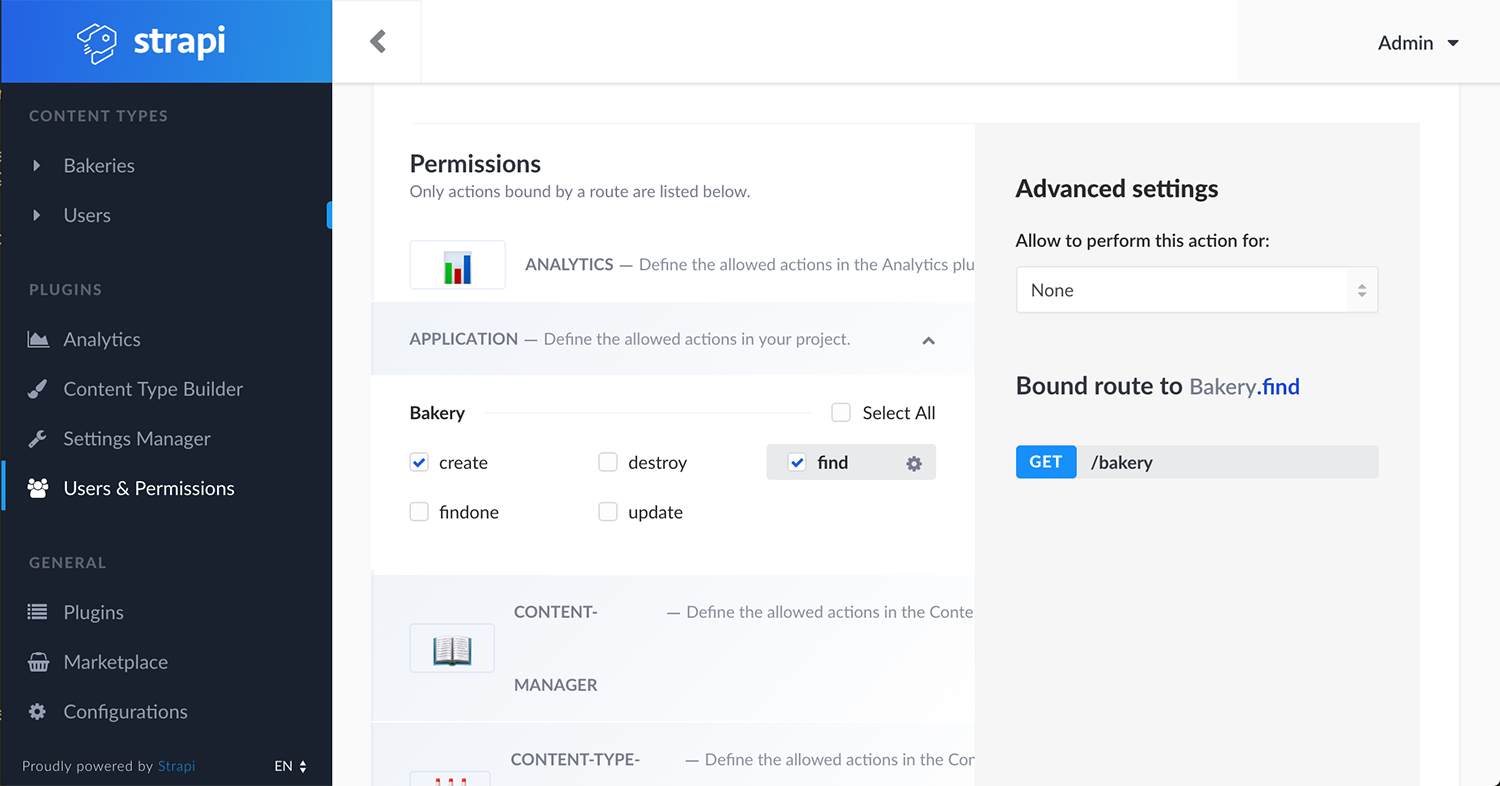 strapi
Admin
CONTENT TYPES
Bakeries
Users
PLUGINS
Analytics
Content Type Builder
Settings Manager
Users & Permissions
GENERAL
Plugins
Marketplace
Configurations
Proudly powered by Strapi
EN
Permissions
Only actions bound by a route are listed below.
ANALYTICS — Define the allowed actions in the Analytics plu
APPLICATION — Define the allowed actions in your project.
Bakery
Select All
create
destroy
find
findone
update
CONTENT- — Define the allowed actions in the Conte
MANAGER
CONTENT-TYPE- — Define the allowed actions in the Con
Advanced settings
Allow to perform this action for:
None
Bound route to Bakery.find
GET /bakery